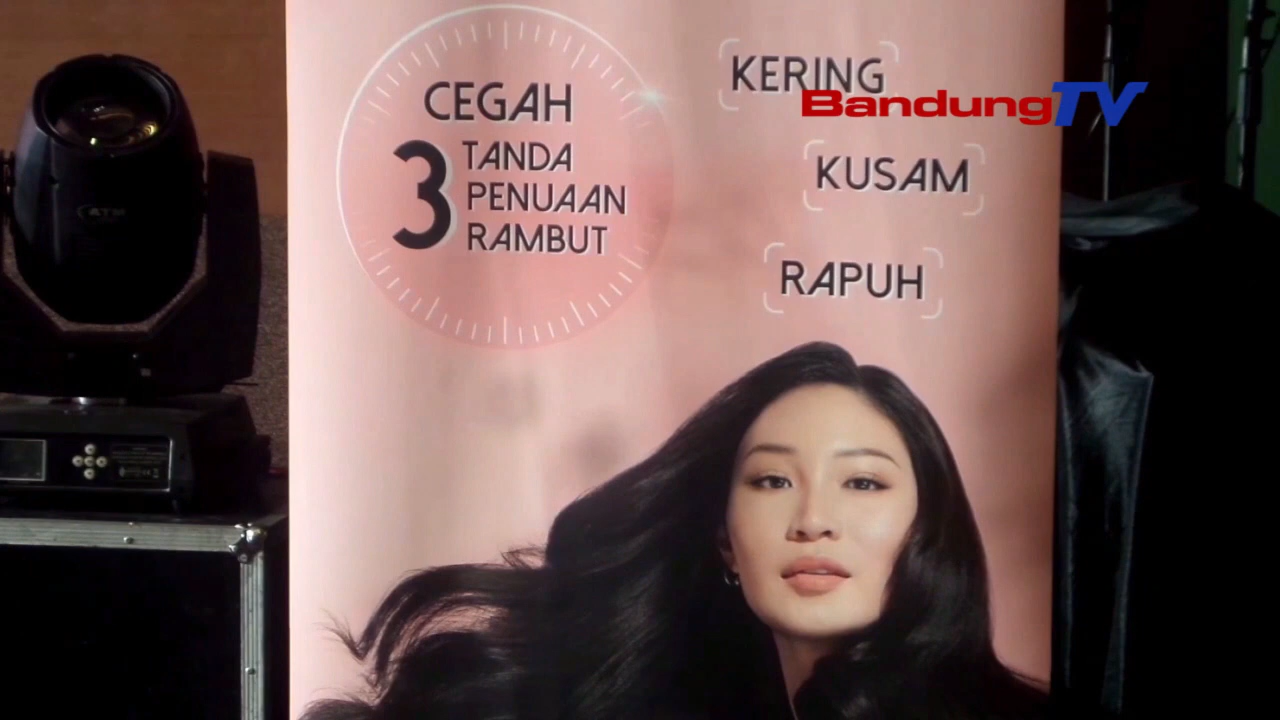 CEGAH
3 TANDA
PENUAAN
RAMBUT
KERING
BandungTV
KUSAM
RAPUH